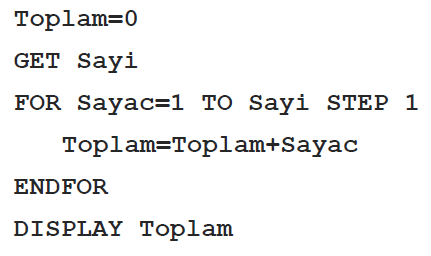 Toplam=0
GET Sayi
FOR Sayac=1 TO Sayi STEP 1
Toplam=Toplam+Sayac
ENDFOR
DISPLAY Toplam